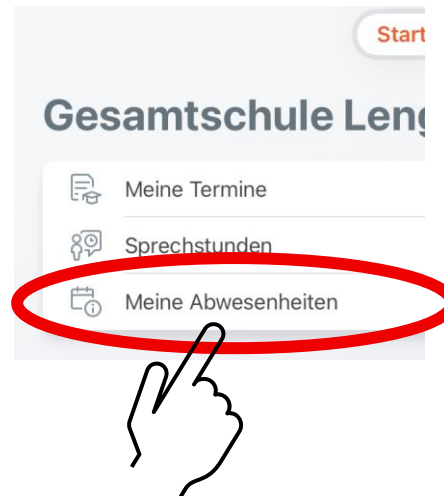 Start
Gesamtschule Leng
Meine Termine
Sprechstunden
Meine Abwesenheiten